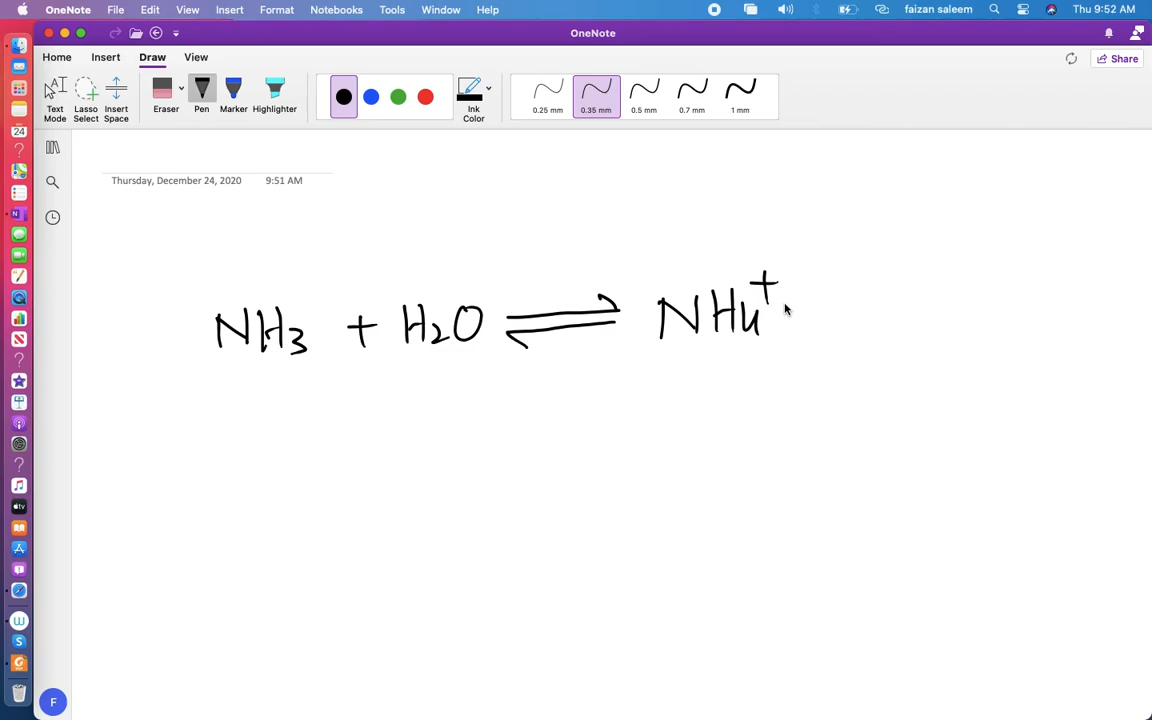 OneNote File Edit View Insert Format Notebooks Tools Window Help faizan saleem Thu 9:52 AM
OneNote
Home Insert Draw View Share
Text Mode Lasso Select Insert Space Eraser Pen Marker Highlighter Ink Color 0.25 mm 0.35 mm 0.5 mm 0.7 mm 1 mm
Thursday, December 24, 2020 9:51 AM
NH3 + H2O ⇌ NH4+
24
tv
F